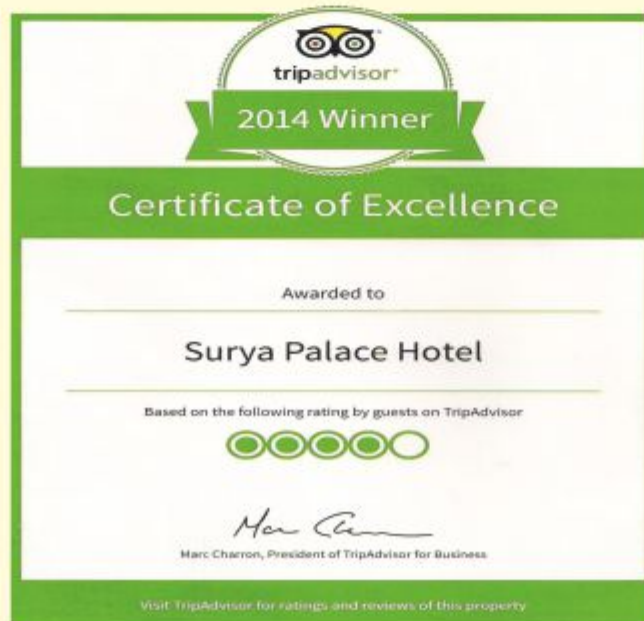 tripadvisor®
2014 Winner
Certificate of Excellence
Awarded to
Surya Palace Hotel
Based on the following rating by guests on TripAdvisor
Marc Charron, President of TripAdvisor for Business
Visit TripAdvisor for ratings and reviews of this property